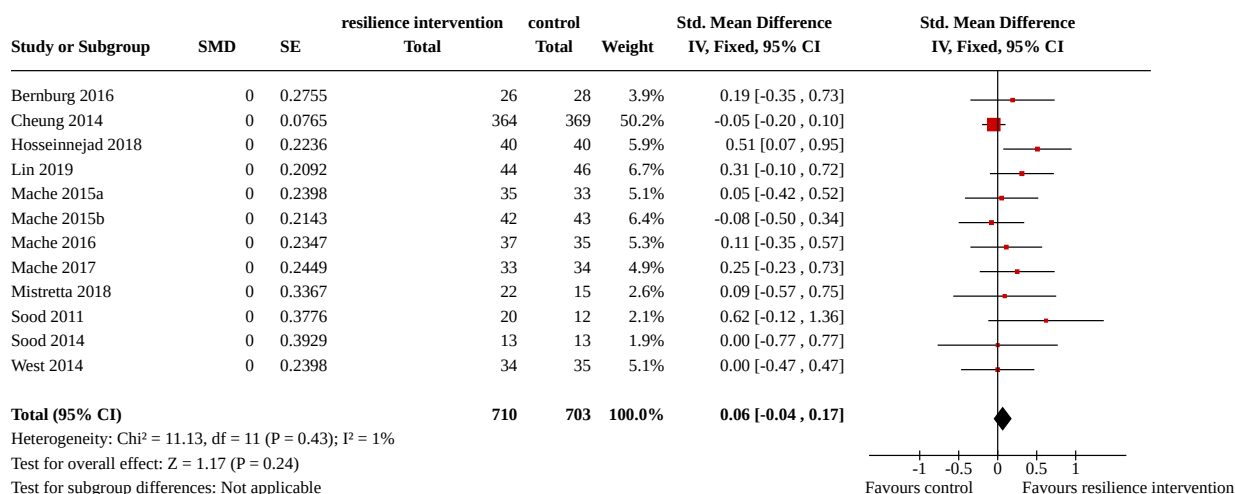 resilience intervention control Std. Mean Difference Std. Mean Difference
Study or Subgroup SMD SE Total Total Weight IV, Fixed, 95% CI IV, Fixed, 95% CI
Bernburg 2016 0 0.2755 26 28 3.9% 0.19 [-0.35 , 0.73]
Cheung 2014 0 0.0765 364 369 50.2% -0.05 [-0.20 , 0.10]
Hosseinnejad 2018 0 0.2236 40 40 5.9% 0.51 [0.07 , 0.95]
Lin 2019 0 0.2092 44 46 6.7% 0.31 [-0.10 , 0.72]
Mache 2015a 0 0.2398 35 33 5.1% 0.05 [-0.42 , 0.52]
Mache 2015b 0 0.2143 42 43 6.4% -0.08 [-0.50 , 0.34]
Mache 2016 0 0.2347 37 35 5.3% 0.11 [-0.35 , 0.57]
Mache 2017 0 0.2449 33 34 4.9% 0.25 [-0.23 , 0.73]
Mistretta 2018 0 0.3367 22 15 2.6% 0.09 [-0.57 , 0.75]
Sood 2011 0 0.3776 20 12 2.1% 0.62 [-0.12 , 1.36]
Sood 2014 0 0.3929 13 13 1.9% 0.00 [-0.77 , 0.77]
West 2014 0 0.2398 34 35 5.1% 0.00 [-0.47 , 0.47]
Total (95% CI) 710 703 100.0% 0.06 [-0.04 , 0.17]
Heterogeneity: Chi² = 11.13, df = 11 (P = 0.43); I² = 1%
Test for overall effect: Z = 1.17 (P = 0.24) -1 -0.5 0 0.5 1
Test for subgroup differences: Not applicable Favours control Favours resilience intervention